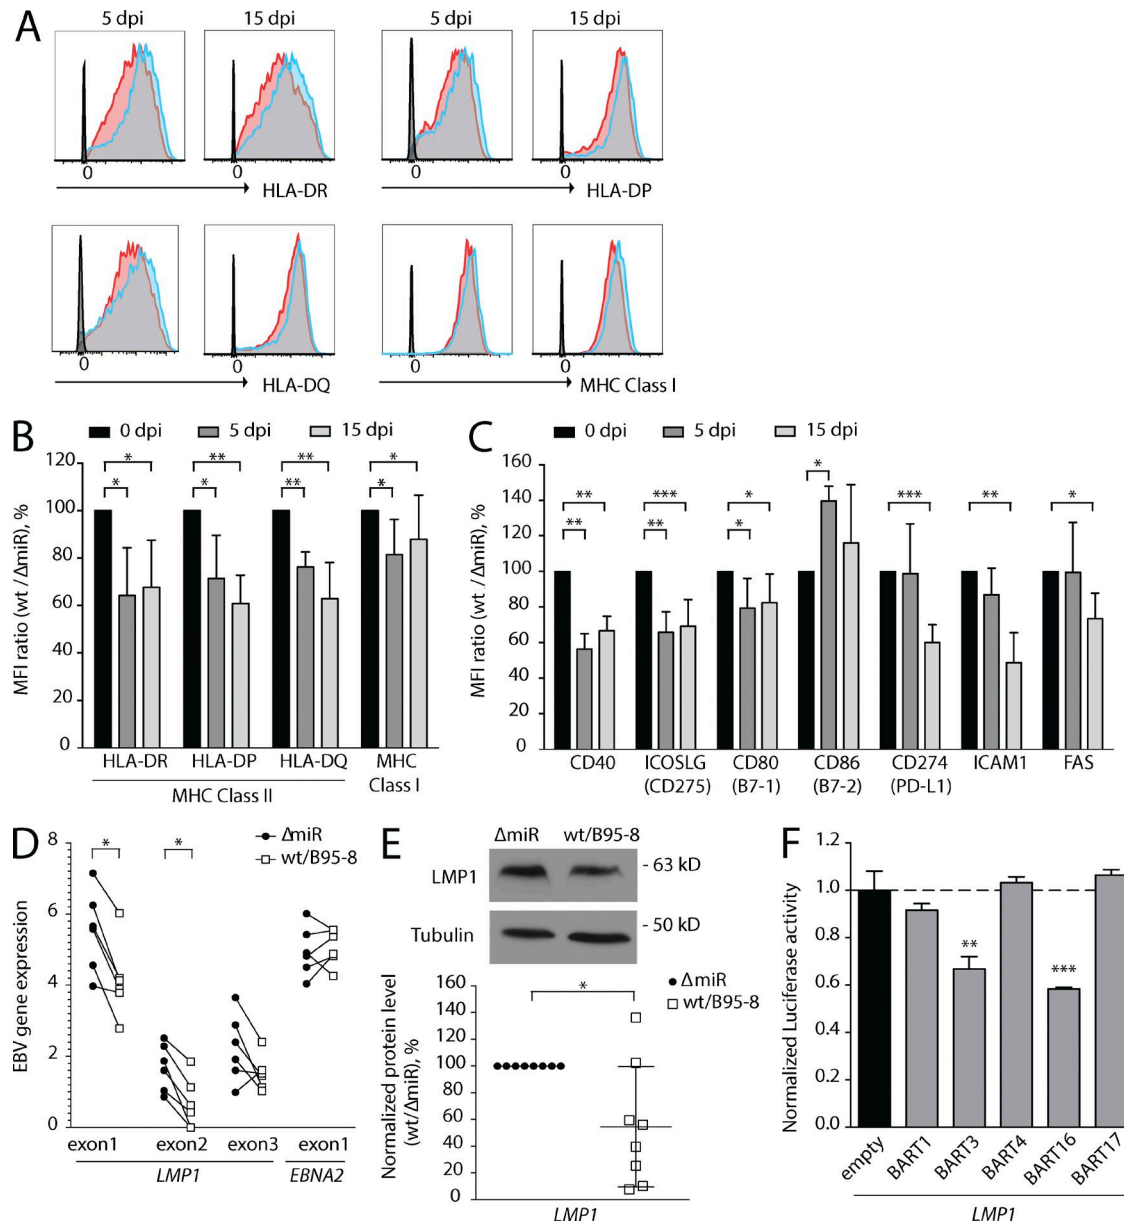 A
5 dpi
15 dpi
5 dpi
15 dpi
0
0
0
0
HLA-DR
HLA-DP
0
0
0
0
HLA-DQ
MHC Class I
B
0 dpi
5 dpi
15 dpi
MFI ratio (wt / ΔmiR), %
120
100
80
60
40
20
0
*
*
**
*
**
**
*
*
HLA-DR
HLA-DP
HLA-DQ
MHC
Class I
MHC Class II
C
0 dpi
5 dpi
15 dpi
MFI ratio (wt / ΔmiR), %
160
140
120
100
80
60
40
20
0
**
**
***
**
*
*
*
***
**
*
CD40
ICOSLG
(CD275)
CD80
(B7-1)
CD86
(B7-2)
CD274
(PD-L1)
ICAM1
FAS
D
ΔmiR
wt/B95-8
EBV gene expression
8
6
4
2
0
*
*
exon1
exon2
exon3
exon1
LMP1
EBNA2
E
ΔmiR
wt/B95-8
LMP1
- 63 kD
Tubulin
- 50 kD
Normalized protein level
(wt/ΔmiR), %
160
140
120
100
80
60
40
20
0
*
ΔmiR
wt/B95-8
LMP1
F
Normalized Luciferase activity
1.2
1.0
0.8
0.6
0.4
0.2
0.0
**
***
empty
BART1
BART3
BART4
BART16
BART17
LMP1